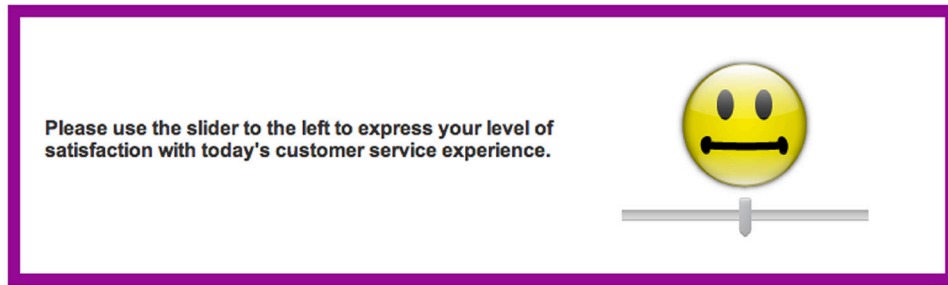 Please use the slider to the left to express your level of
satisfaction with today's customer service experience.